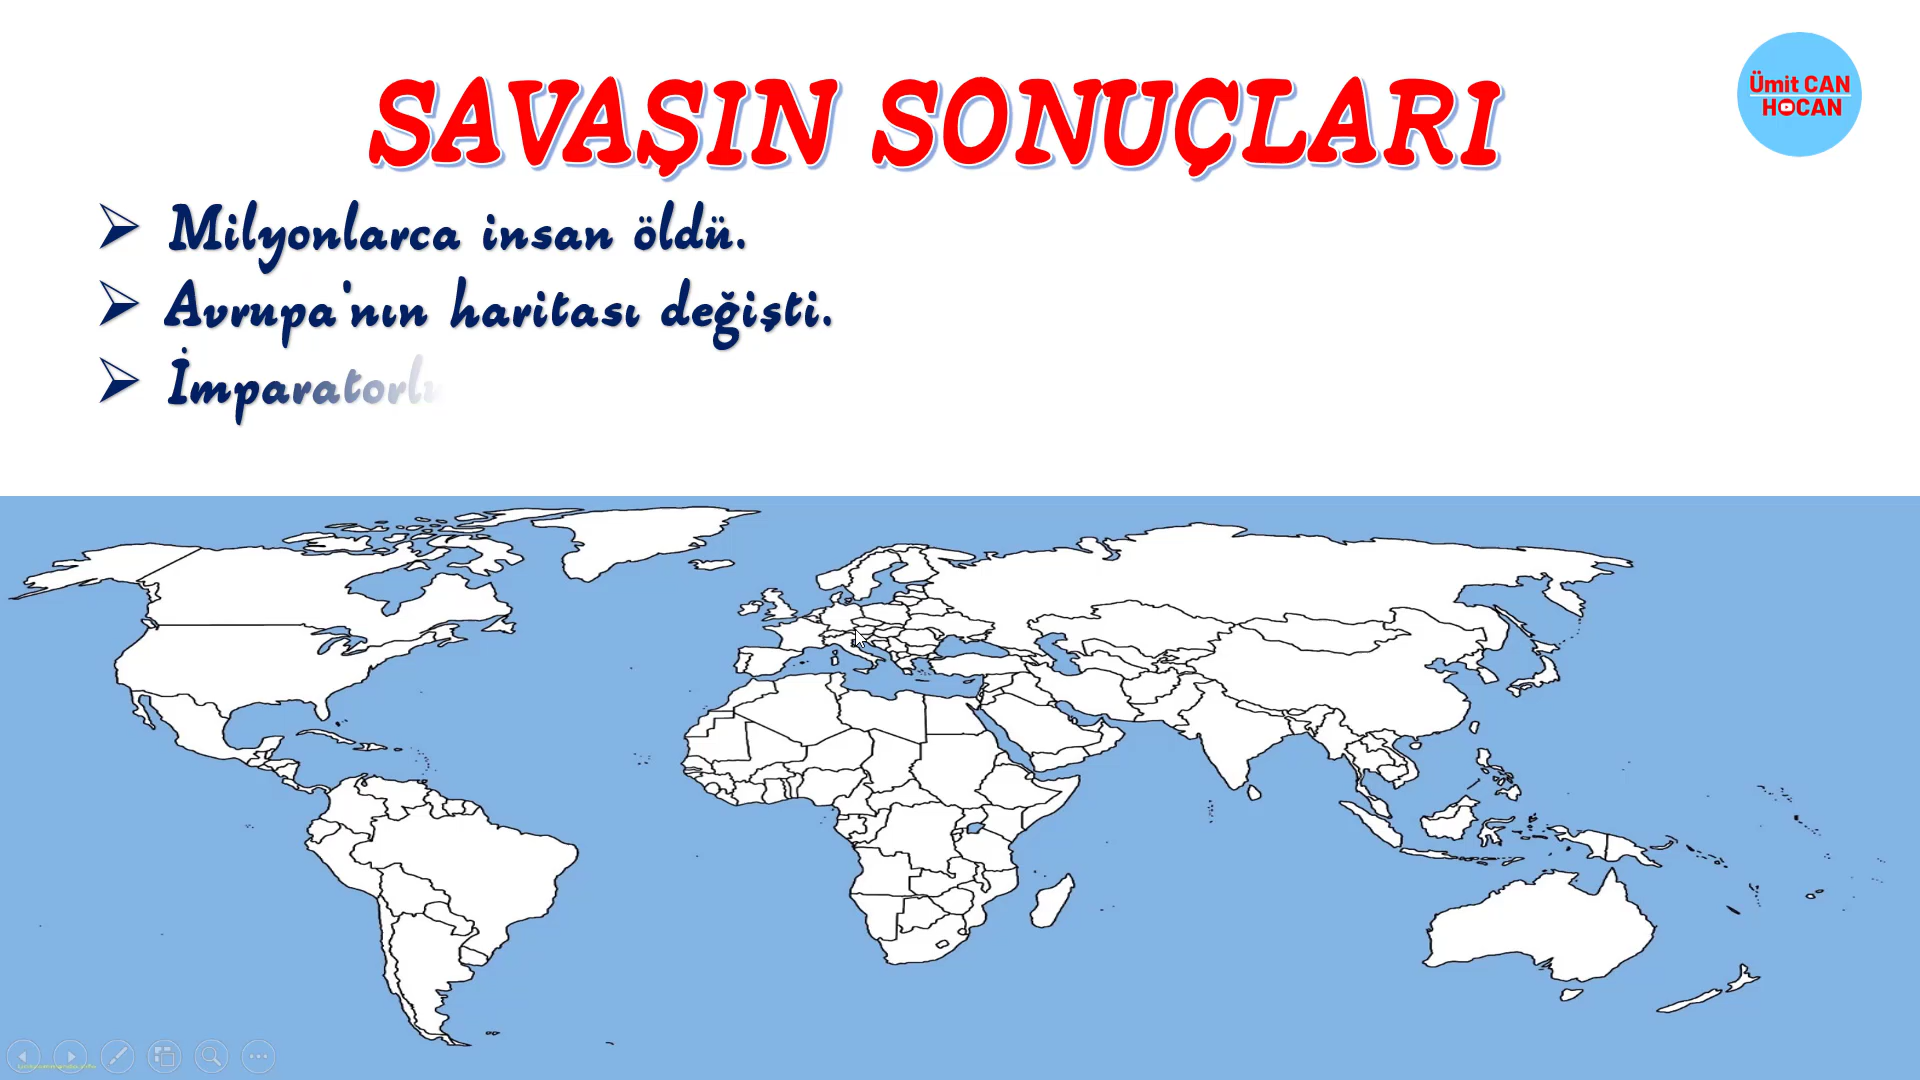 SAVAŞIN SONUÇLARI
Ümit CAN
HOCAN
Milyonlarca insan öldü.
Avrupa'nın haritası değişti.